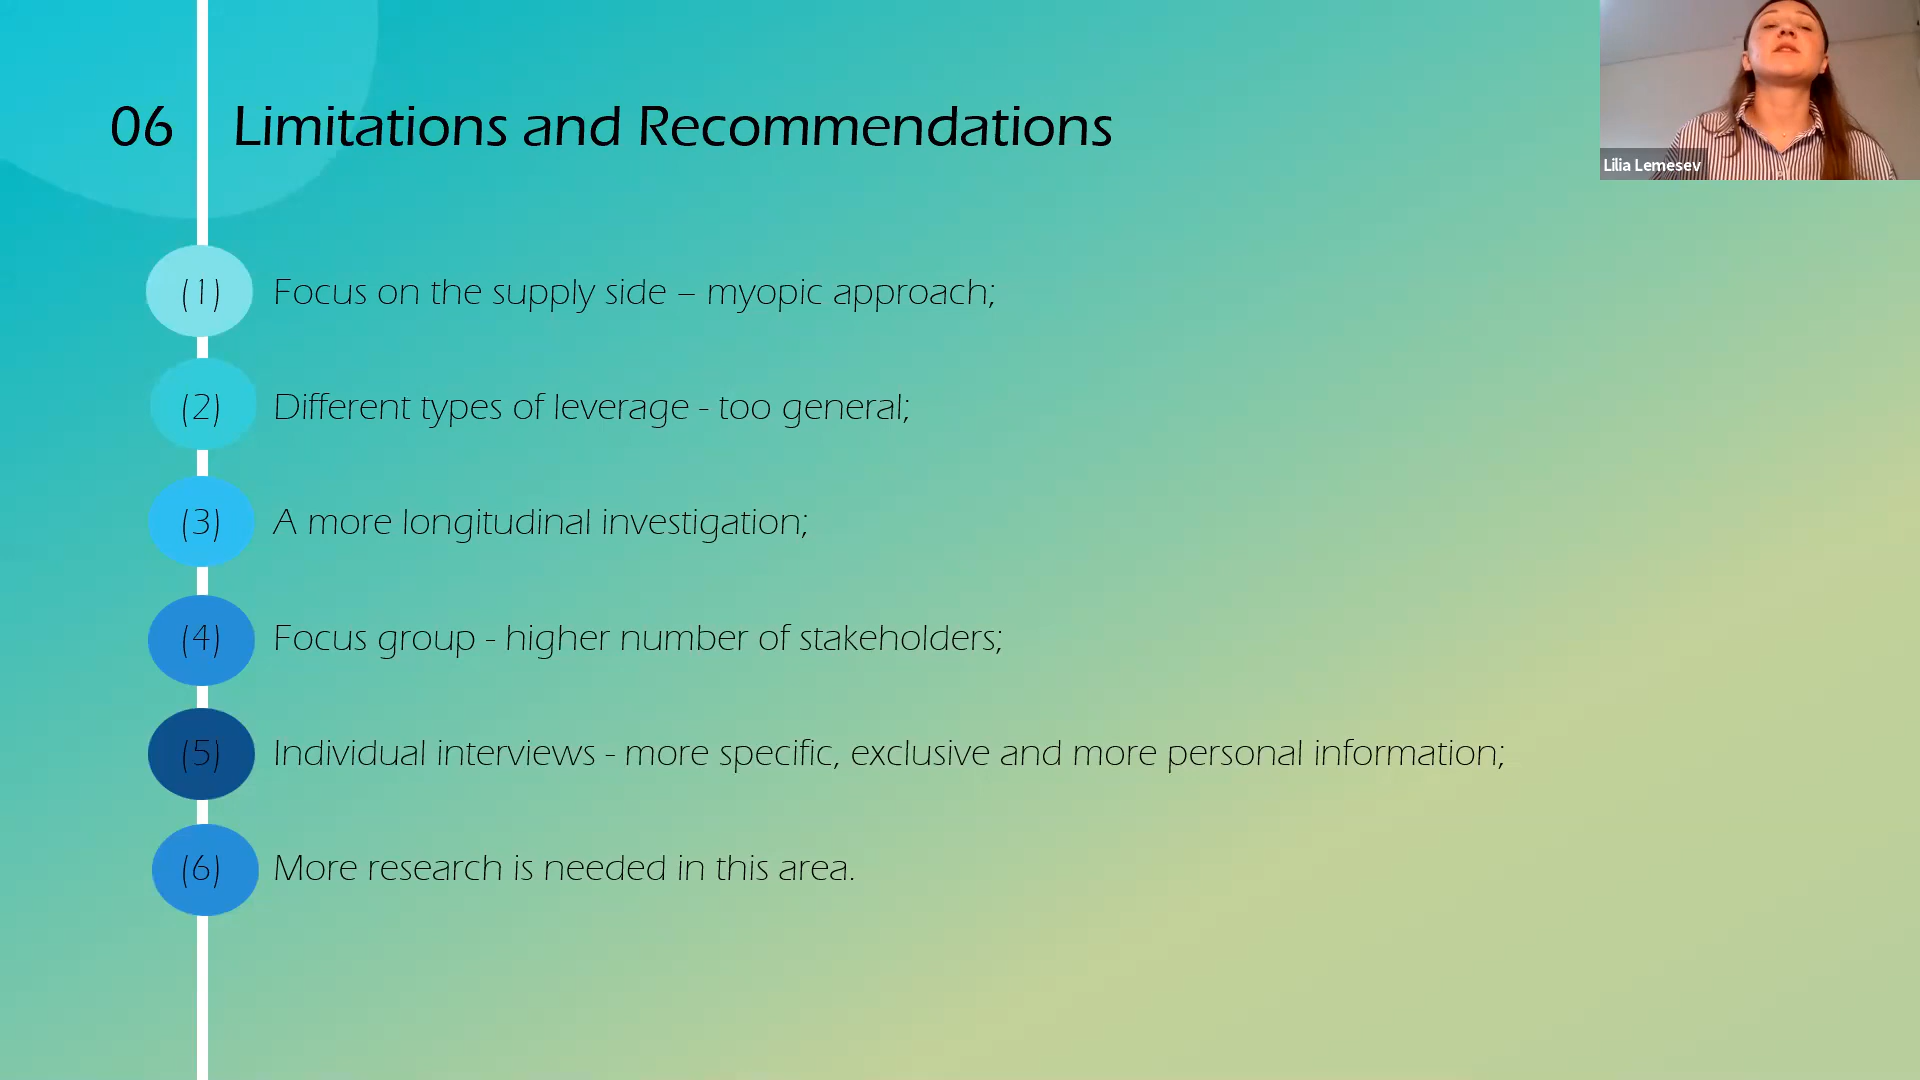 06 Limitations and Recommendations
Lilia Lemesev
(1) Focus on the supply side – myopic approach;
(2) Different types of leverage - too general;
(3) A more longitudinal investigation;
(4) Focus group - higher number of stakeholders;
(5) Individual interviews - more specific, exclusive and more personal information;
(6) More research is needed in this area.